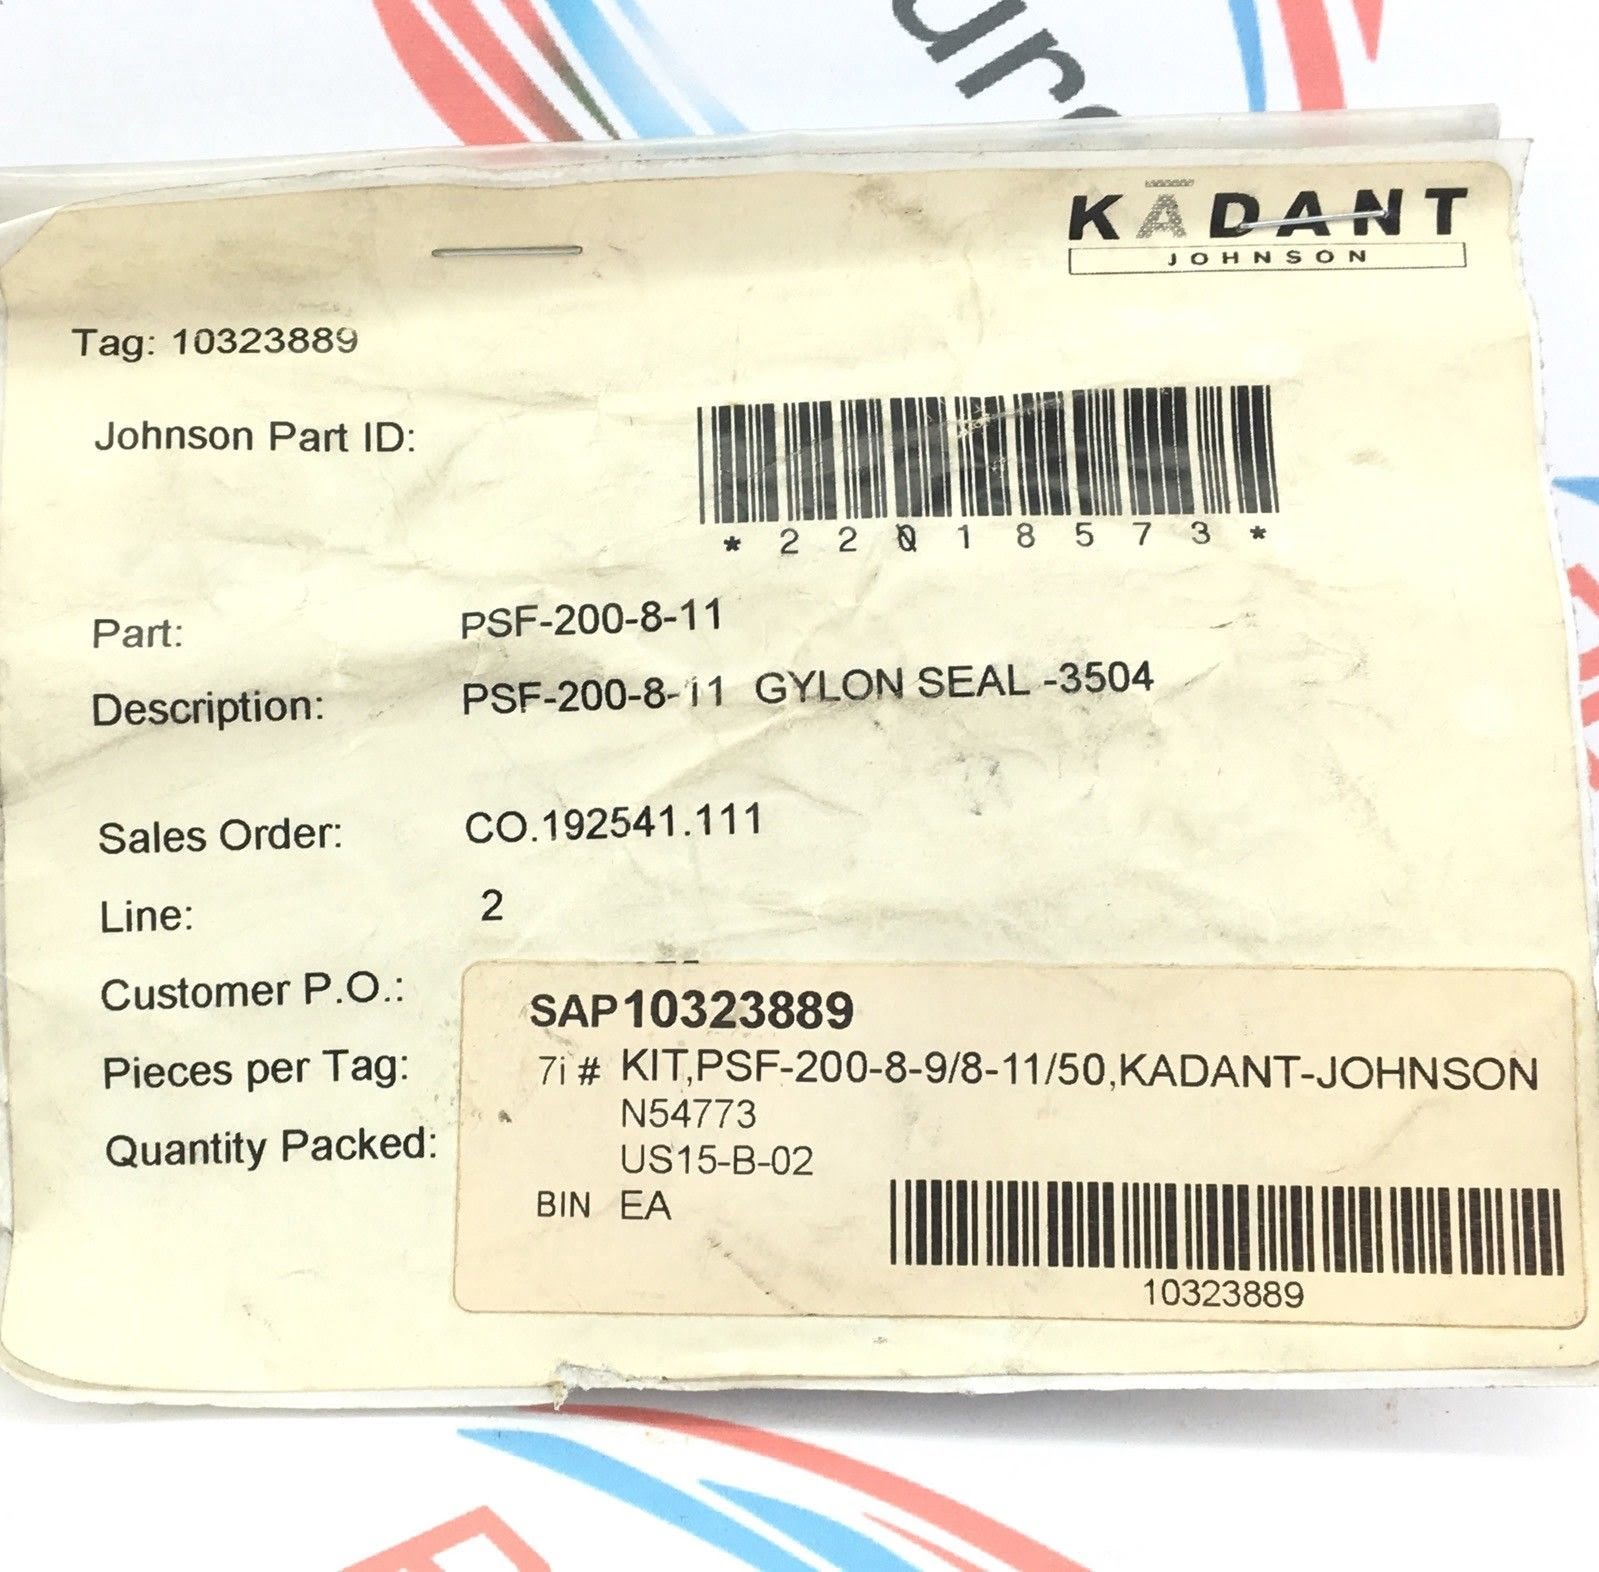 KĀDANT
JOHNSON
Tag: 10323889
Johnson Part ID:
*22018573*
Part: PSF-200-8-11
Description: PSF-200-8-11 GYLON SEAL -3504
Sales Order: CO.192541.111
Line: 2
Customer P.O.:
Pieces per Tag:
Quantity Packed:
SAP10323889
7i # KIT,PSF-200-8-9/8-11/50,KADANT-JOHNSON
N54773
US15-B-02
BIN EA
10323889